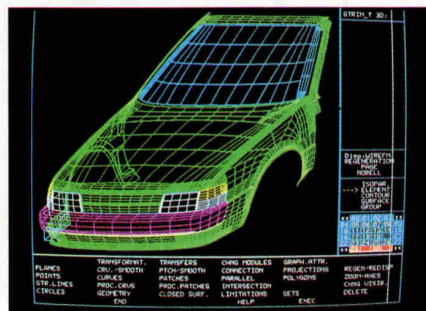 STRIM_T 3D:
Disp:WIREFR.
REGENERATION
PAGE
MODELL
ISOPAR.
---> ELEMENT
CONTOUR
SURFACE
GROUP
TRANSFORMAT. TRANSFERS CHNG MODULES GRAPH.ATTR.
PLANES CRV.-SMOOTH PTCH-SMOOTH CONNECTION PROJECTIONS REGEN/REDISP
POINTS CURVES PATCHES PARALLEL POLYGONS ZOOM-AXES
STR.LINES PROC.CRVS PROC.PATCHES INTERSECTION CHNG VISIB.
CIRCLES GEOMETRY CLOSED SURF. LIMITATIONS SETS DELETE
END HELP EXEC